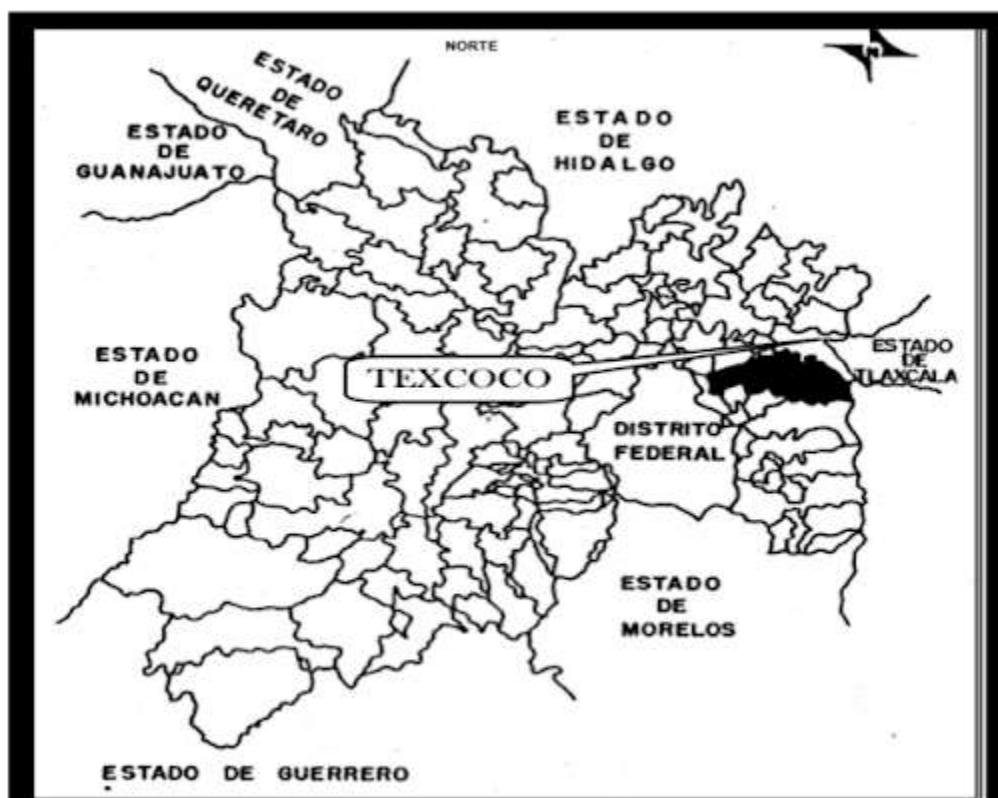 NORTE
N
ESTADO
DE
QUERETARO
ESTADO
DE
GUANAJUATO
ESTADO
DE
HIDALGO
ESTADO
DE
MICHOACAN
TEXCOCO
ESTADO
DE
TLAXCALA
DISTRITO
FEDERAL
ESTADO
DE
MORELOS
ESTADO DE GUERRERO